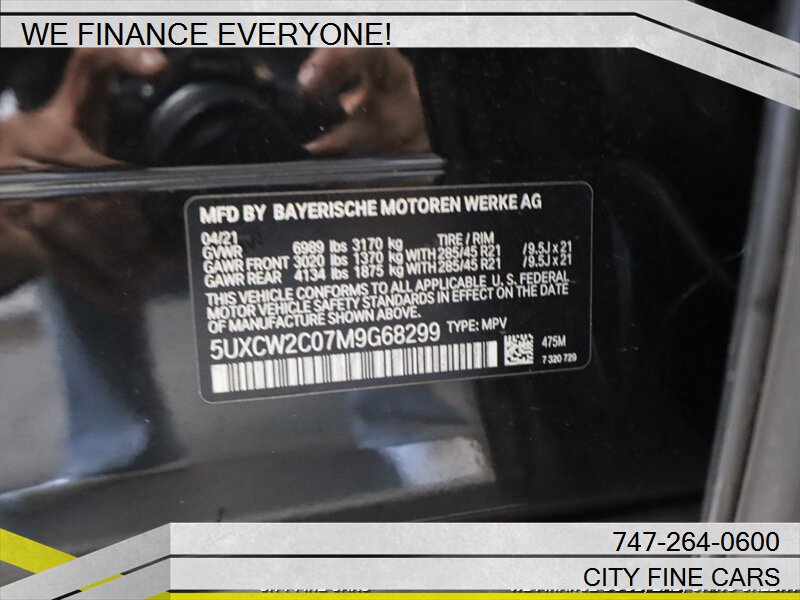 WE FINANCE EVERYONE!
MFD BY BAYERISCHE MOTOREN WERKE AG
04/21
GVWR 6989 lbs 3170 kg TIRE / RIM
GAWR FRONT 3020 lbs 1370 kg WITH 285/45 R21 /9.5J x 21
GAWR REAR 4134 lbs 1875 kg WITH 285/45 R21 /9.5J x 21
THIS VEHICLE CONFORMS TO ALL APPLICABLE U.S. FEDERAL
MOTOR VEHICLE SAFETY STANDARDS IN EFFECT ON THE DATE
OF MANUFACTURE SHOWN ABOVE.
5UXCW2C07M9G68299 TYPE: MPV
475M
7 320 729
747-264-0600
CITY FINE CARS